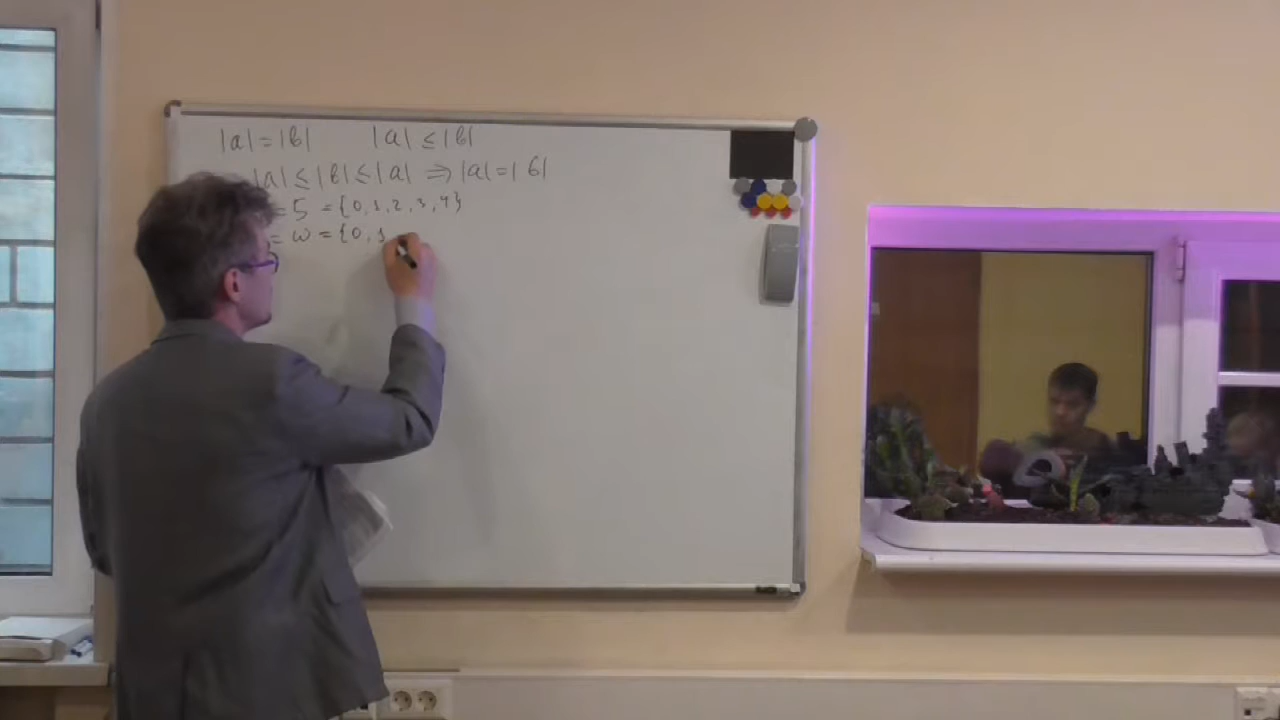 |a| = |b| |a| ≤ |b|
|a| ≤ |b| ≤ |a| ⇒ |a| = |b|
= 5 = {0, 1, 2, 3, 4}
= ω = {0, 1